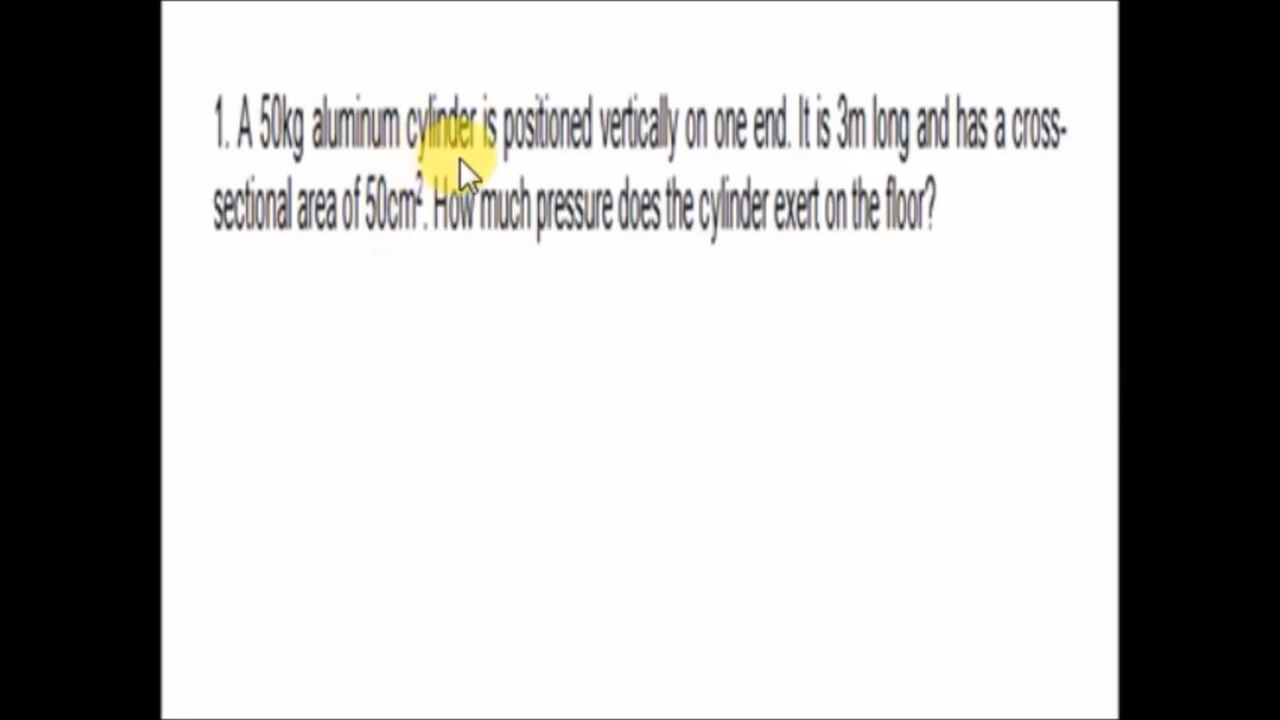 1. A 50kg aluminum cylinder is positioned vertically on one end. It is 3m long and has a cross-
sectional area of 50cm². How much pressure does the cylinder exert on the floor?